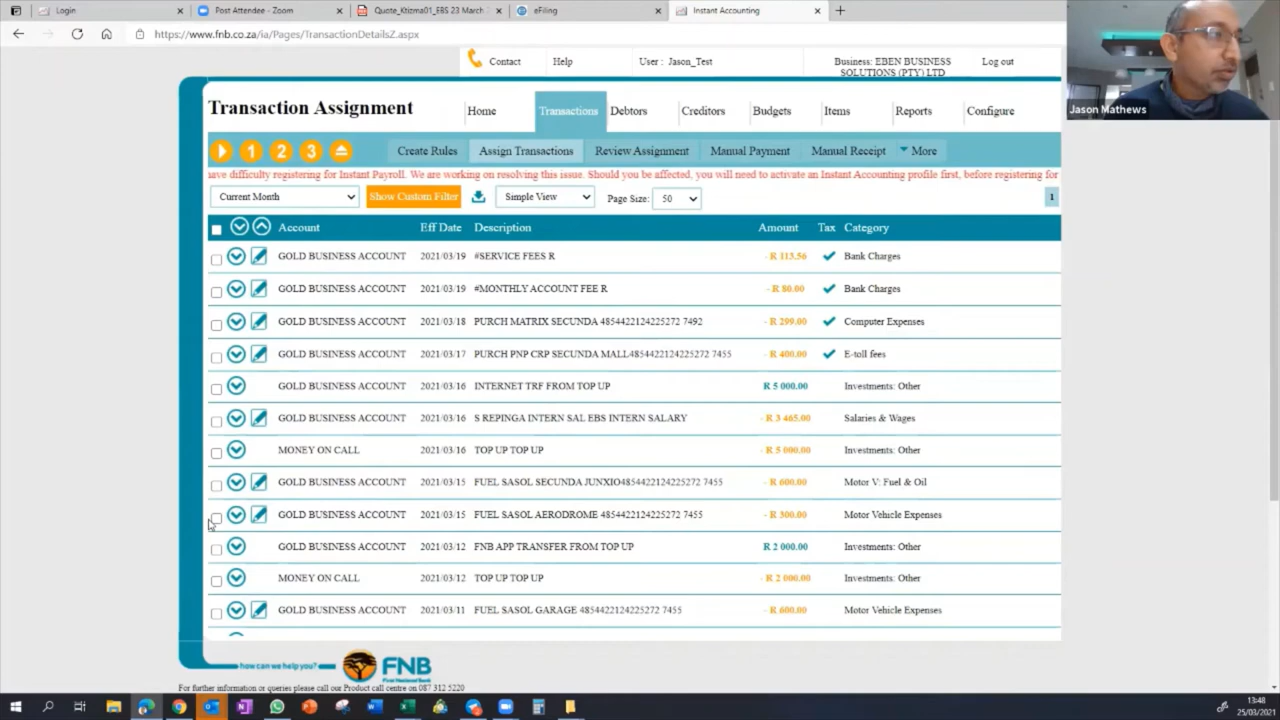 Login
Post Attendee - Zoom
Quote_Ktizma01_EBS 23 March
eFiling
Instant Accounting
https://www.fnb.co.za/ia/Pages/TransactionDetailsZ.aspx
Contact Help User : Jason_Test Business: EBEN BUSINESS SOLUTIONS (PTY) LTD Log out
Jason Mathews
Transaction Assignment
Home Transactions Debtors Creditors Budgets Items Reports Configure
1 2 3 Create Rules Assign Transactions Review Assignment Manual Payment Manual Receipt More
ave difficulty registering for Instant Payroll. We are working on resolving this issue. Should you be affected, you will need to activate an Instant Accounting profile first, before registering for
Current Month Show Custom Filter Simple View Page Size: 50 1
Account Eff Date Description Amount Tax Category
GOLD BUSINESS ACCOUNT 2021/03/19 #SERVICE FEES R - R 113.56 Bank Charges
GOLD BUSINESS ACCOUNT 2021/03/19 #MONTHLY ACCOUNT FEE R - R 80.00 Bank Charges
GOLD BUSINESS ACCOUNT 2021/03/18 PURCH MATRIX SECUNDA 4854422124225272 7492 - R 299.00 Computer Expenses
GOLD BUSINESS ACCOUNT 2021/03/17 PURCH PNP CRP SECUNDA MALL4854422124225272 7455 - R 400.00 E-toll fees
GOLD BUSINESS ACCOUNT 2021/03/16 INTERNET TRF FROM TOP UP R 5 000.00 Investments: Other
GOLD BUSINESS ACCOUNT 2021/03/16 S REPINGA INTERN SAL EBS INTERN SALARY - R 3 465.00 Salaries & Wages
MONEY ON CALL 2021/03/16 TOP UP TOP UP - R 5 000.00 Investments: Other
GOLD BUSINESS ACCOUNT 2021/03/15 FUEL SASOL SECUNDA JUNXIO4854422124225272 7455 - R 600.00 Motor V: Fuel & Oil
GOLD BUSINESS ACCOUNT 2021/03/15 FUEL SASOL AERODROME 4854422124225272 7455 - R 300.00 Motor Vehicle Expenses
GOLD BUSINESS ACCOUNT 2021/03/12 FNB APP TRANSFER FROM TOP UP R 2 000.00 Investments: Other
MONEY ON CALL 2021/03/12 TOP UP TOP UP - R 2 000.00 Investments: Other
GOLD BUSINESS ACCOUNT 2021/03/11 FUEL SASOL GARAGE 4854422124225272 7455 - R 600.00 Motor Vehicle Expenses
how can we help you? FNB
First National Bank
For further information or queries please call our Product call centre on 087 312 5220
13:48
25/03/2021